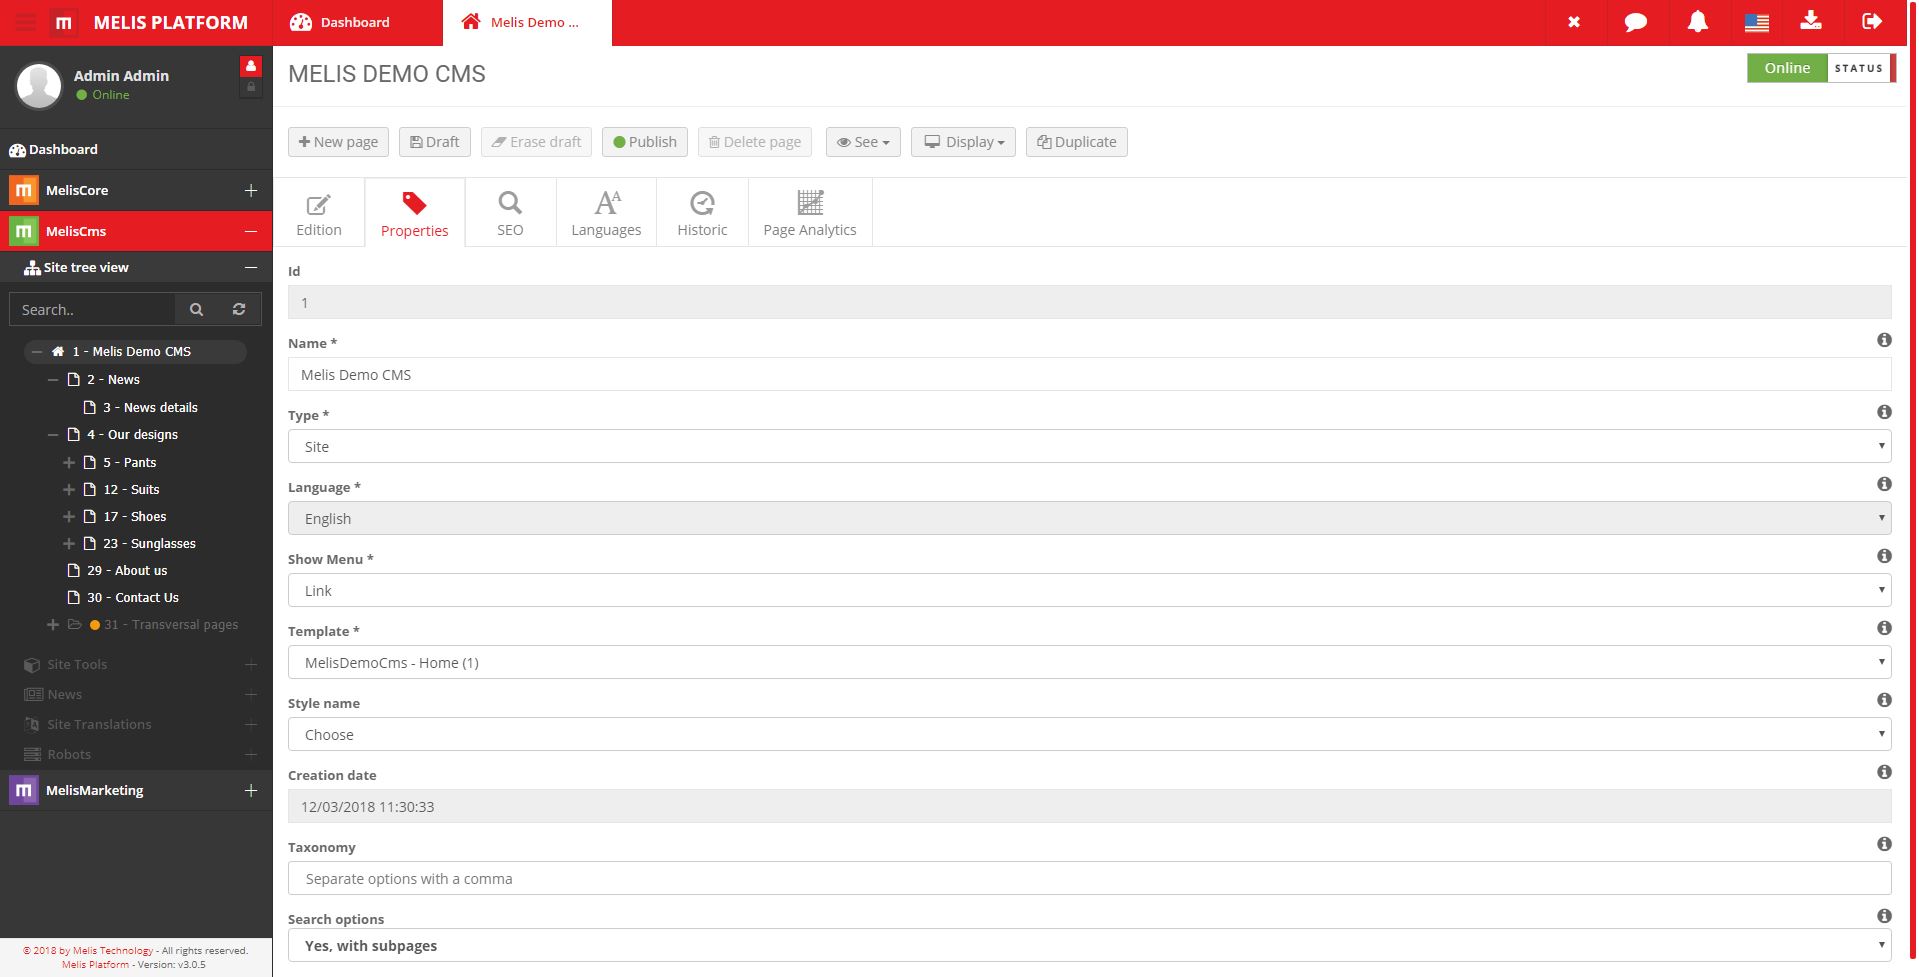 MELIS PLATFORM
Dashboard
Melis Demo ...
Admin Admin
Online
MELIS DEMO CMS
Online
STATUS
New page
Draft
Erase draft
Publish
Delete page
See
Display
Duplicate
Edition
Properties
SEO
Languages
Historic
Page Analytics
Dashboard
MelisCore
MelisCms
Site tree view
Search..
1 - Melis Demo CMS
2 - News
3 - News details
4 - Our designs
5 - Pants
12 - Suits
17 - Shoes
23 - Sunglasses
29 - About us
30 - Contact Us
31 - Transversal pages
Site Tools
News
Site Translations
Robots
MelisMarketing
© 2018 by Melis Technology - All rights reserved.
Melis Platform - Version: v3.0.5
Id
1
Name *
Melis Demo CMS
Type *
Site
Language *
English
Show Menu *
Link
Template *
MelisDemoCms - Home (1)
Style name
Choose
Creation date
12/03/2018 11:30:33
Taxonomy
Separate options with a comma
Search options
Yes, with subpages